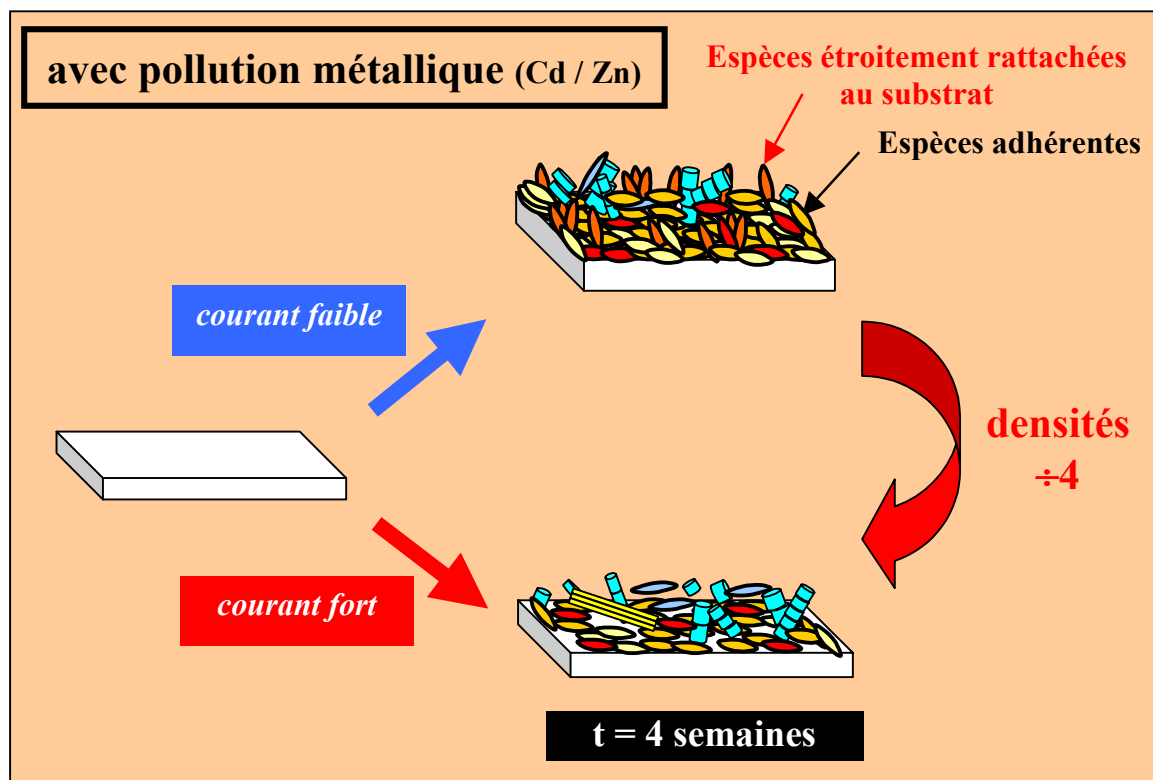 avec pollution métallique (Cd / Zn)
Espèces étroitement rattachées
au substrat
Espèces adhérentes
courant faible
densités
÷4
courant fort
t = 4 semaines